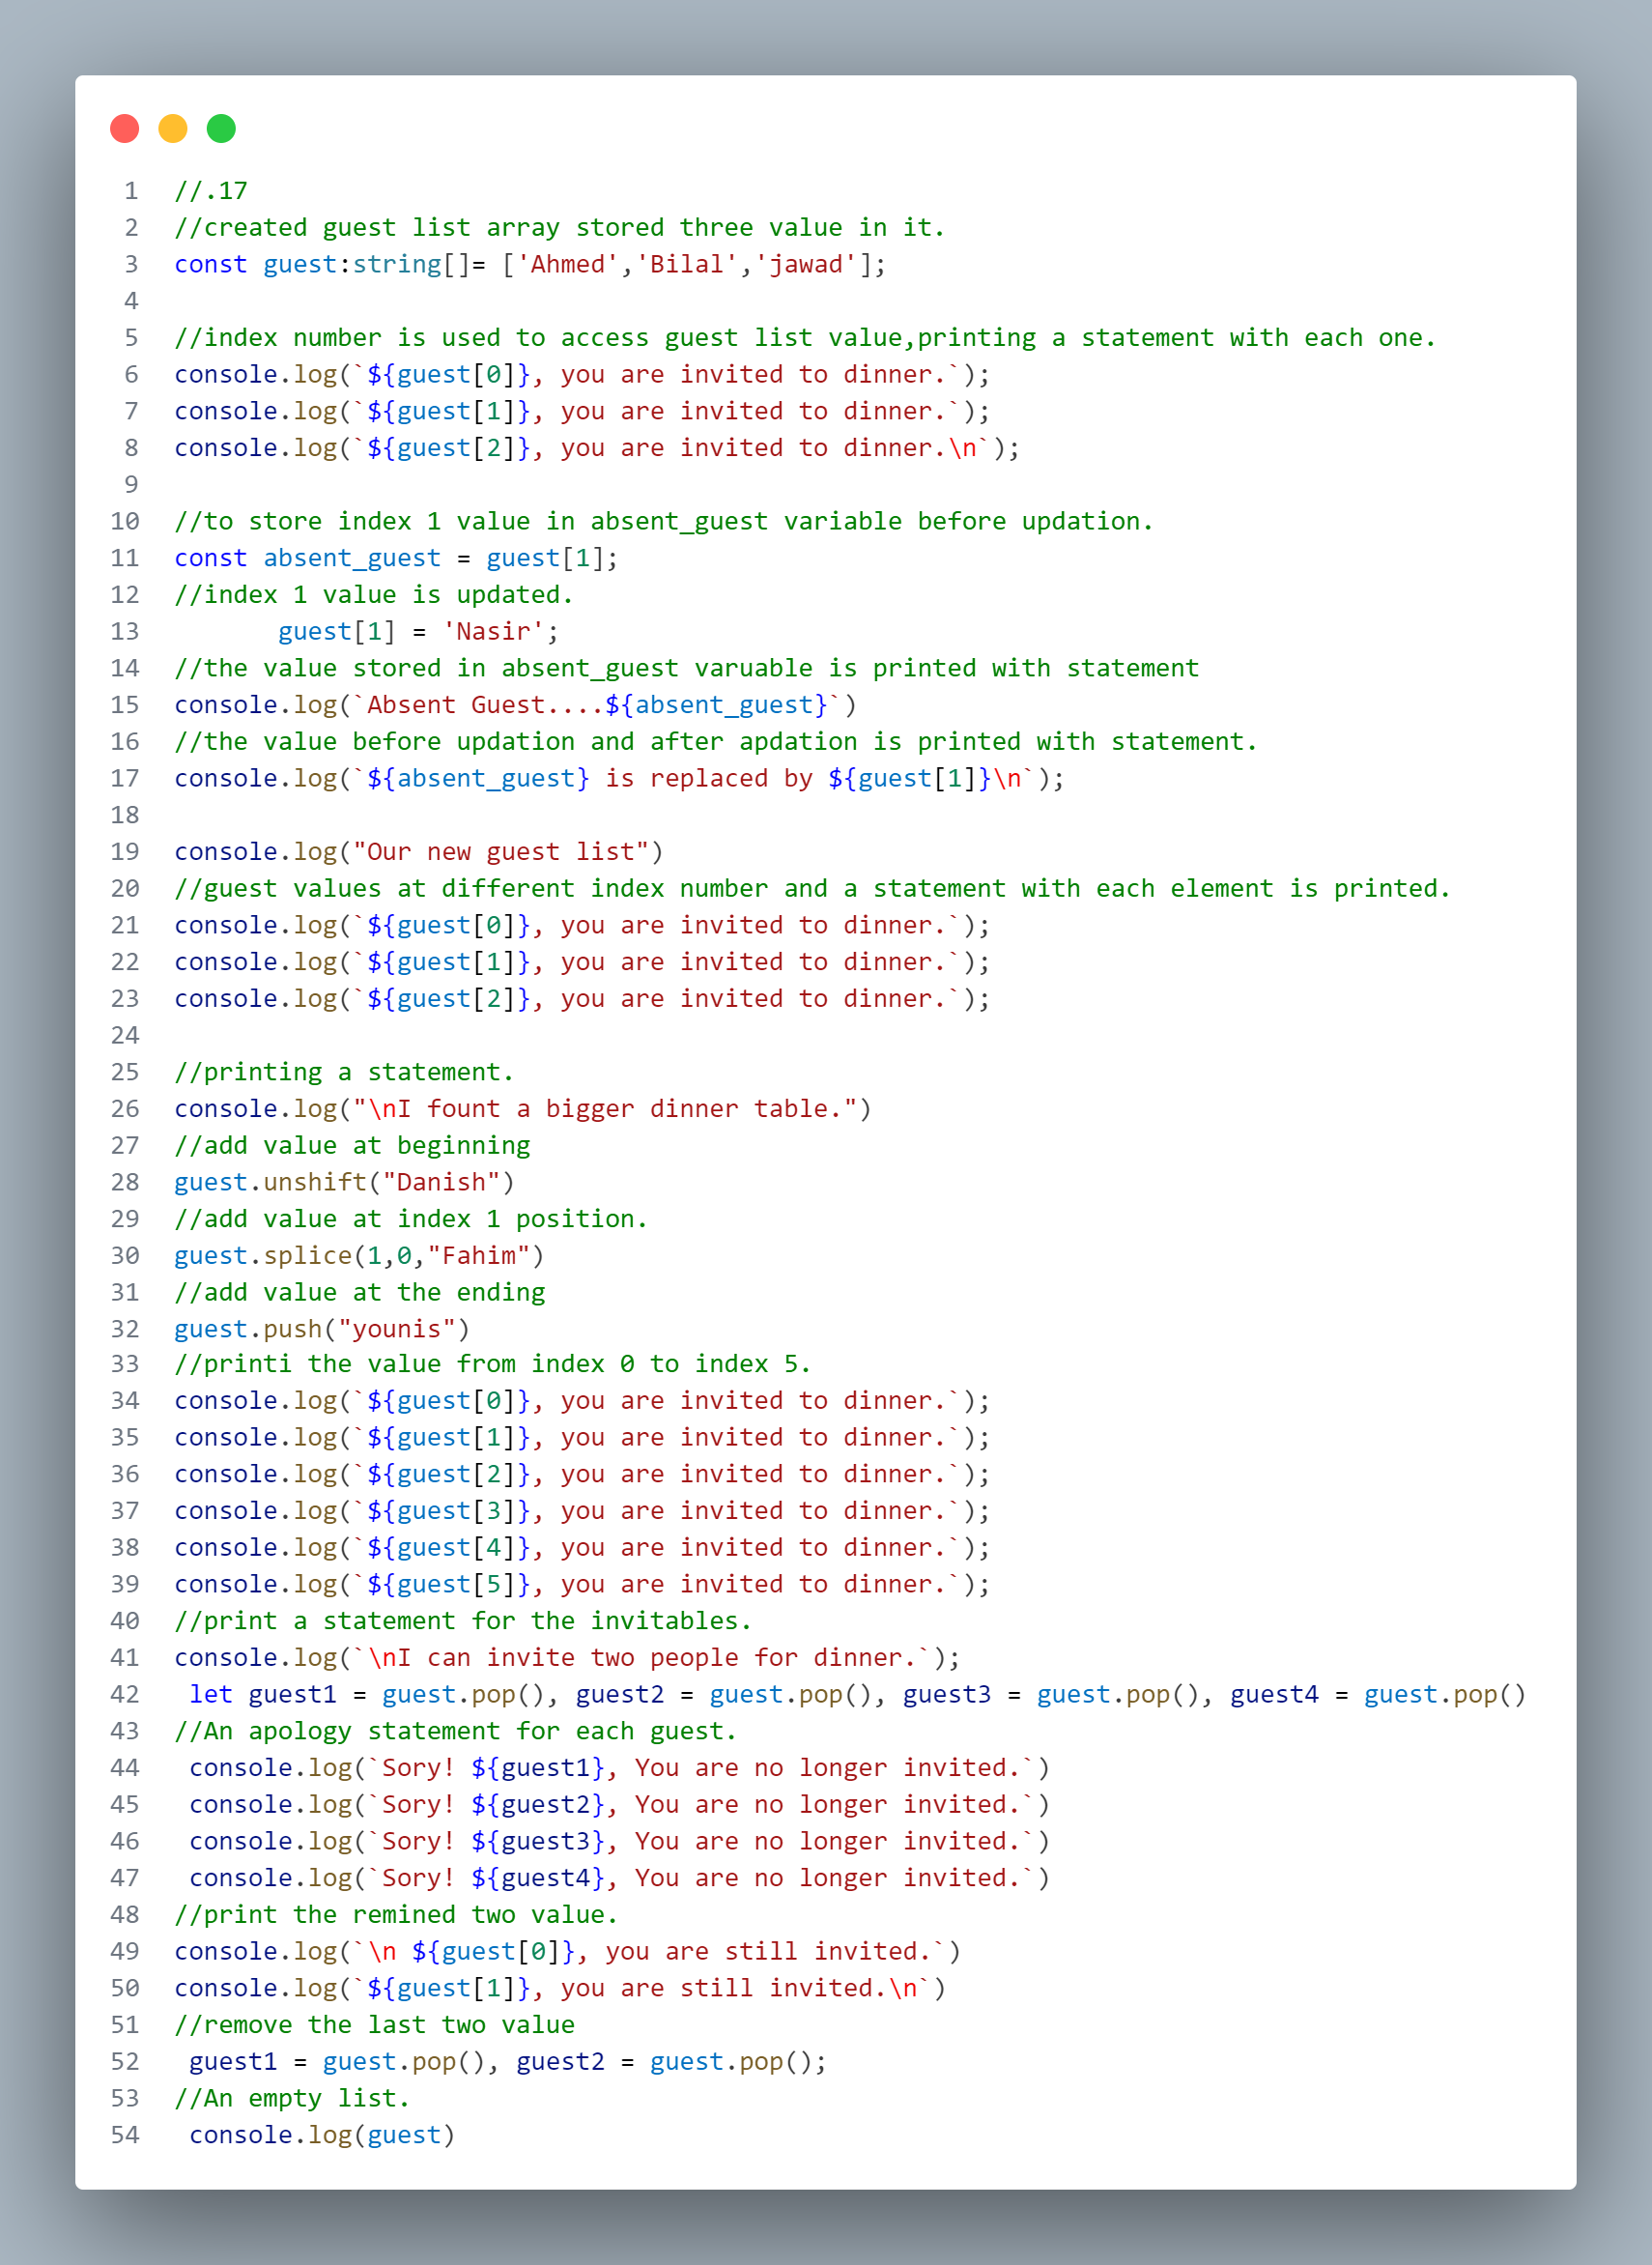 1 //.17
2 //created guest list array stored three value in it.
3 const guest:string[]= ['Ahmed','Bilal','jawad'];
4
5 //index number is used to access guest list value,printing a statement with each one.
6 console.log(`${guest[0]}, you are invited to dinner.`);
7 console.log(`${guest[1]}, you are invited to dinner.`);
8 console.log(`${guest[2]}, you are invited to dinner.\n`);
9
10 //to store index 1 value in absent_guest variable before updation.
11 const absent_guest = guest[1];
12 //index 1 value is updated.
13        guest[1] = 'Nasir';
14 //the value stored in absent_guest varuable is printed with statement
15 console.log(`Absent Guest....${absent_guest}`)
16 //the value before updation and after apdation is printed with statement.
17 console.log(`${absent_guest} is replaced by ${guest[1]}\n`);
18
19 console.log("Our new guest list")
20 //guest values at different index number and a statement with each element is printed.
21 console.log(`${guest[0]}, you are invited to dinner.`);
22 console.log(`${guest[1]}, you are invited to dinner.`);
23 console.log(`${guest[2]}, you are invited to dinner.`);
24
25 //printing a statement.
26 console.log("\nI fount a bigger dinner table.")
27 //add value at beginning
28 guest.unshift("Danish")
29 //add value at index 1 position.
30 guest.splice(1,0,"Fahim")
31 //add value at the ending
32 guest.push("younis")
33 //printi the value from index 0 to index 5.
34 console.log(`${guest[0]}, you are invited to dinner.`);
35 console.log(`${guest[1]}, you are invited to dinner.`);
36 console.log(`${guest[2]}, you are invited to dinner.`);
37 console.log(`${guest[3]}, you are invited to dinner.`);
38 console.log(`${guest[4]}, you are invited to dinner.`);
39 console.log(`${guest[5]}, you are invited to dinner.`);
40 //print a statement for the invitables.
41 console.log(`\nI can invite two people for dinner.`);
42  let guest1 = guest.pop(), guest2 = guest.pop(), guest3 = guest.pop(), guest4 = guest.pop()
43 //An apology statement for each guest.
44  console.log(`Sory! ${guest1}, You are no longer invited.`)
45  console.log(`Sory! ${guest2}, You are no longer invited.`)
46  console.log(`Sory! ${guest3}, You are no longer invited.`)
47  console.log(`Sory! ${guest4}, You are no longer invited.`)
48 //print the remined two value.
49 console.log(`\n ${guest[0]}, you are still invited.`)
50 console.log(`${guest[1]}, you are still invited.\n`)
51 //remove the last two value
52  guest1 = guest.pop(), guest2 = guest.pop();
53 //An empty list.
54  console.log(guest)